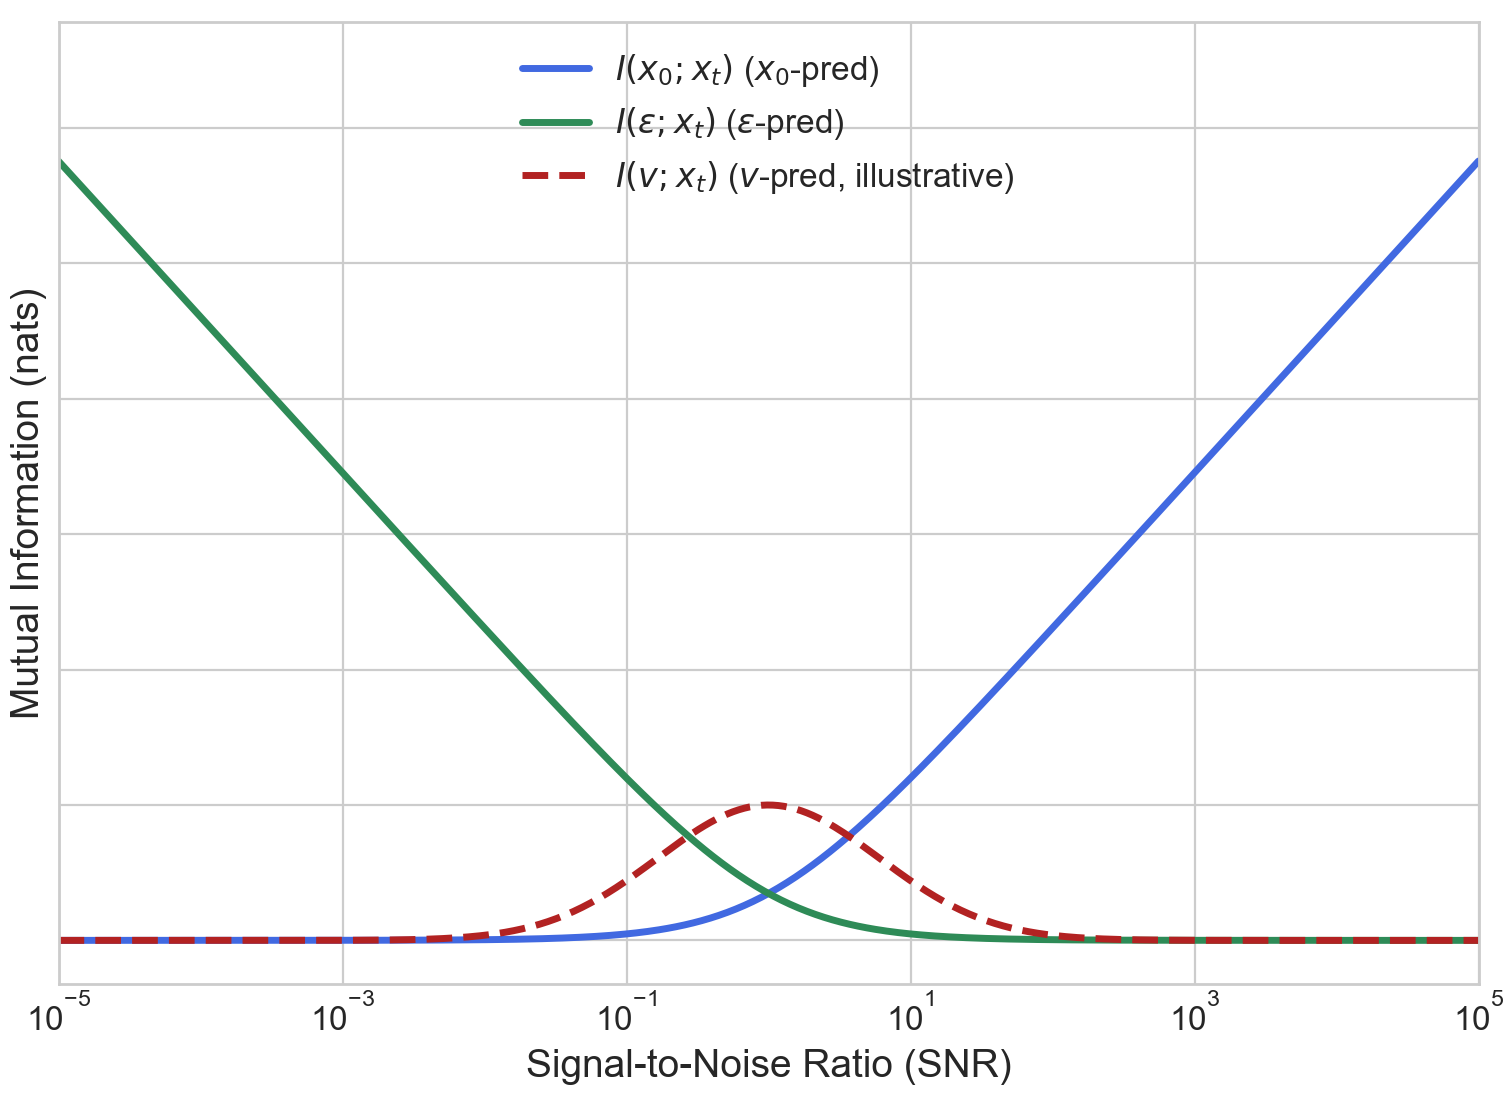 I(x₀; xₜ) (x₀-pred)
I(ε; xₜ) (ε-pred)
I(v; xₜ) (v-pred, illustrative)
Mutual Information (nats)
10⁻⁵ 10⁻³ 10⁻¹ 10¹ 10³ 10⁵
Signal-to-Noise Ratio (SNR)